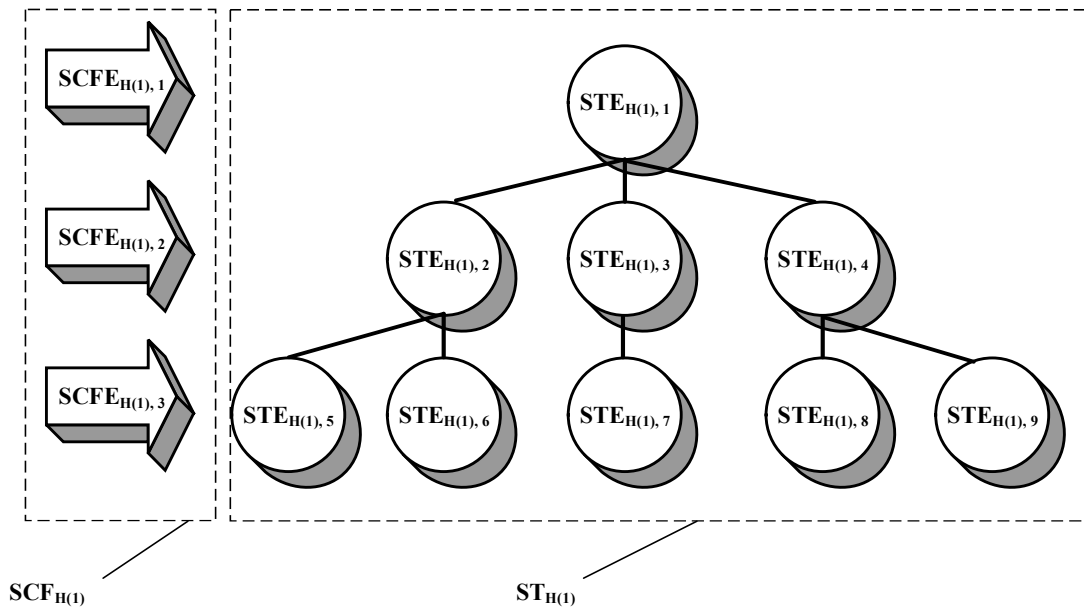 SCFE_H(1), 1
STE_H(1), 1
SCFE_H(1), 2
STE_H(1), 2
STE_H(1), 3
STE_H(1), 4
SCFE_H(1), 3
STE_H(1), 5
STE_H(1), 6
STE_H(1), 7
STE_H(1), 8
STE_H(1), 9
SCF_H(1)
ST_H(1)